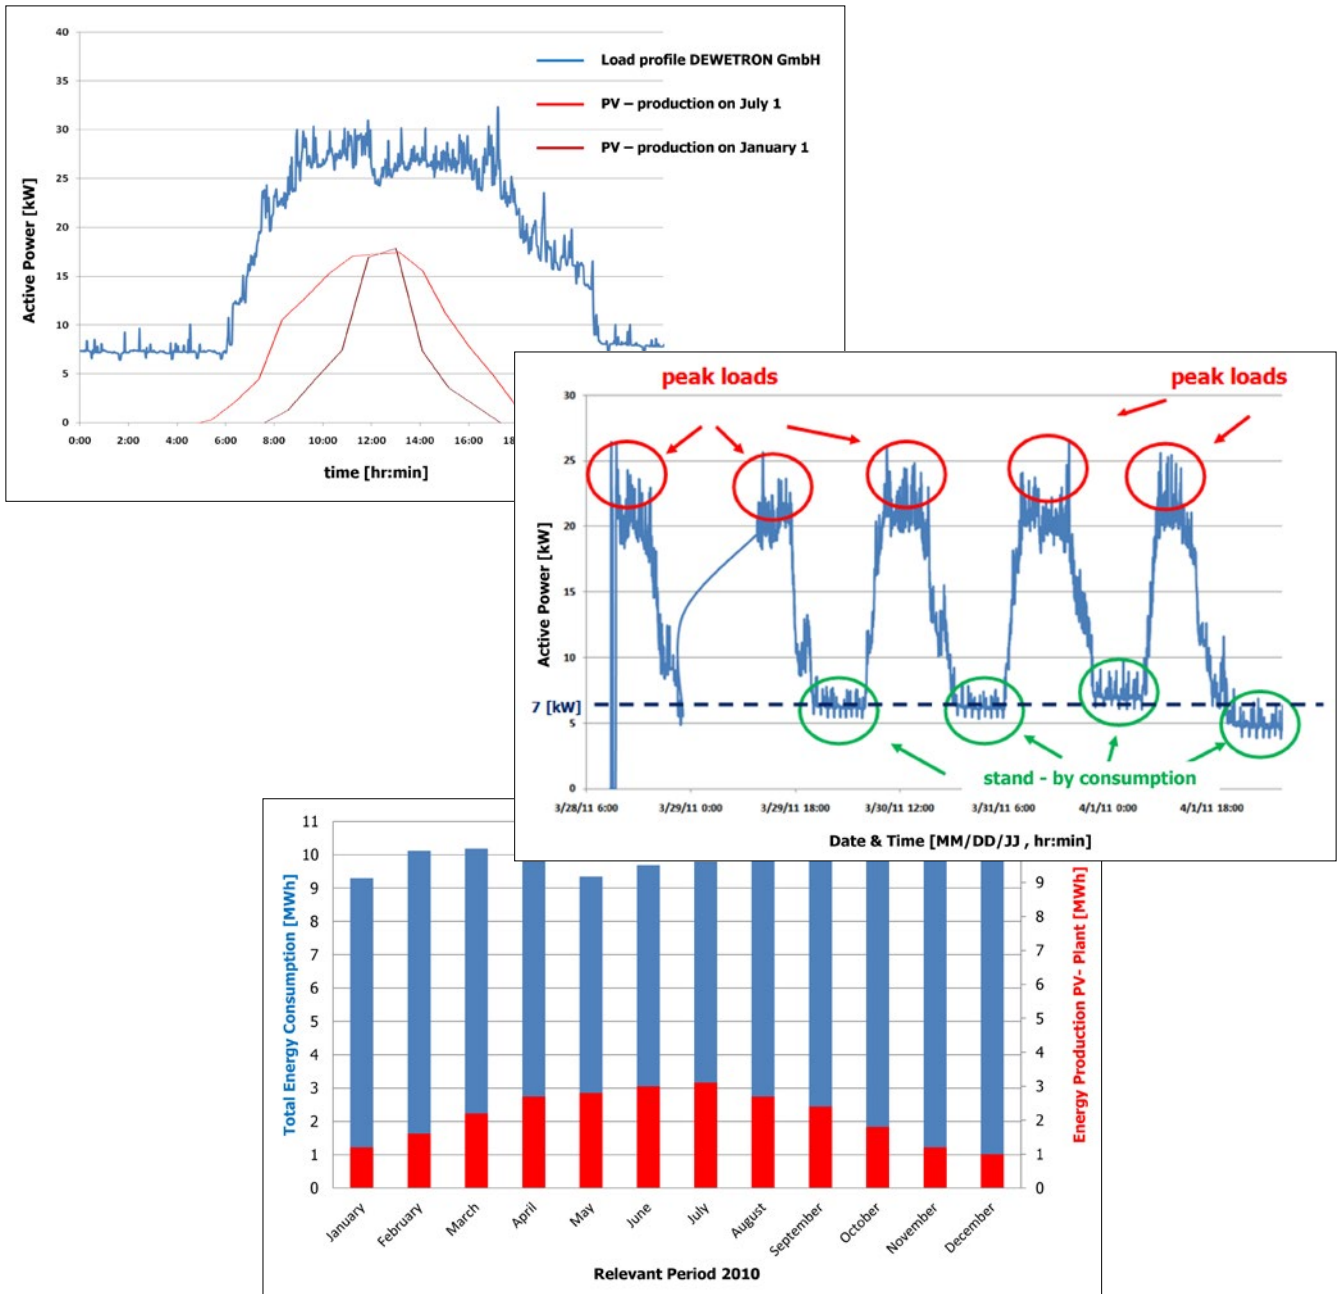 40
35
30
25
20
15
10
5
0
Active Power [kW]
Load profile DEWETRON GmbH
PV – production on July 1
PV – production on January 1
0:00 2:00 4:00 6:00 8:00 10:00 12:00 14:00 16:00 18
time [hr:min]
peak loads peak loads
30
25
20
15
10
5
0
7 [kW]
Active Power [kW]
stand - by consumption
3/28/11 6:00 3/29/11 0:00 3/29/11 18:00 3/30/11 12:00 3/31/11 6:00 4/1/11 0:00 4/1/11 18:00
Date & Time [MM/DD/JJ , hr:min]
11
10
9
8
7
6
5
4
3
2
1
0
Total Energy Consumption [MWh]
9
8
7
6
5
4
3
2
1
0
Energy Production PV- Plant [MWh]
January February March April May June July August September October November December
Relevant Period 2010